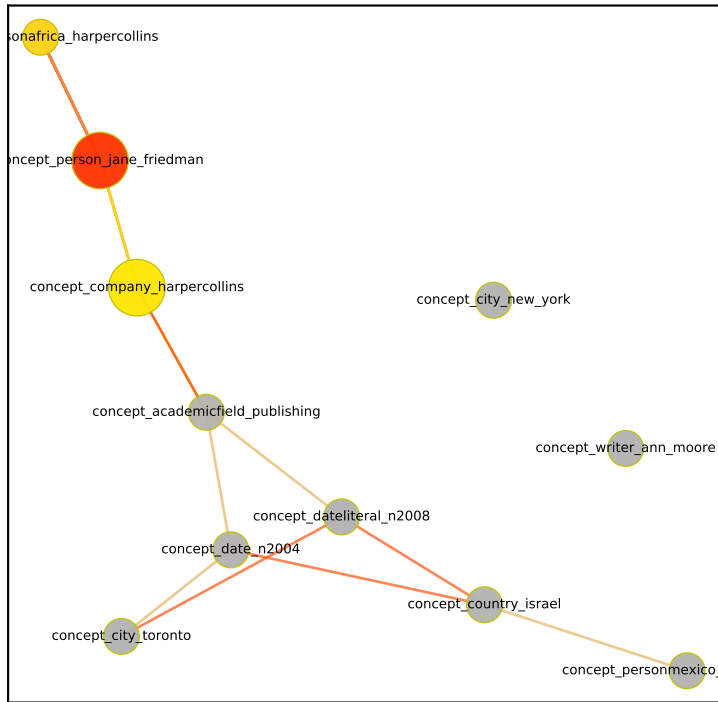 sonafrica_harpercollins
oncept_person_jane_friedman
concept_company_harpercollins
concept_city_new_york
concept_academicfield_publishing
concept_writer_ann_moore
concept_dateliteral_n2008
concept_date_n2004
concept_country_israel
concept_city_toronto
concept_personmexico_